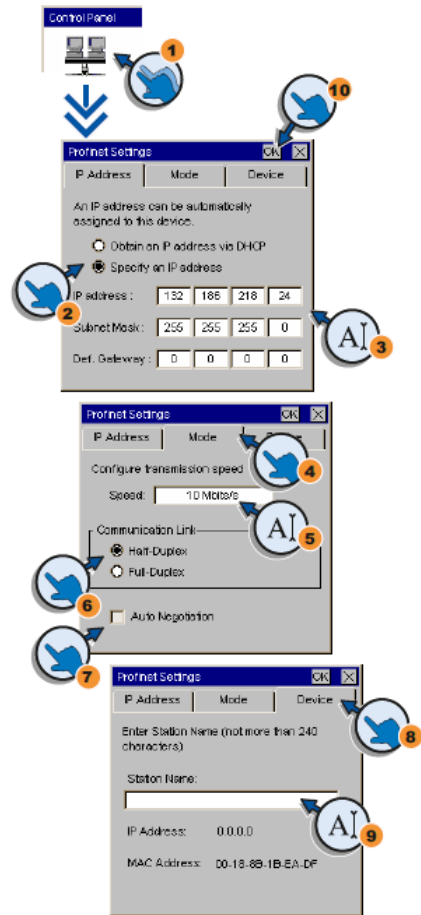 Control Panel
1
10
Profinet Settings OK
IP Address Mode Device
An IP address can be automatically
assigned to this device.
Obtain an IP address via DHCP
Specify an IP address
2
IP address : 132 186 218 24
Subnet Mask : 255 255 255 0
AI 3
Def. Gateway : 0 0 0 0
Profinet Settings OK
IP Address Mode
4
Configure transmission speed
Speed: 10 Mbits/s
AI 5
Communication Link
Half-Duplex
Full-Duplex
6
Auto Negotiation
7
Profinet Settings OK
IP Address Mode Device
8
Enter Station Name (not more than 240
characters)
Station Name:
AI 9
IP Address: 0.0.0.0
MAC Address: 00-18-8B-1B-EA-DF